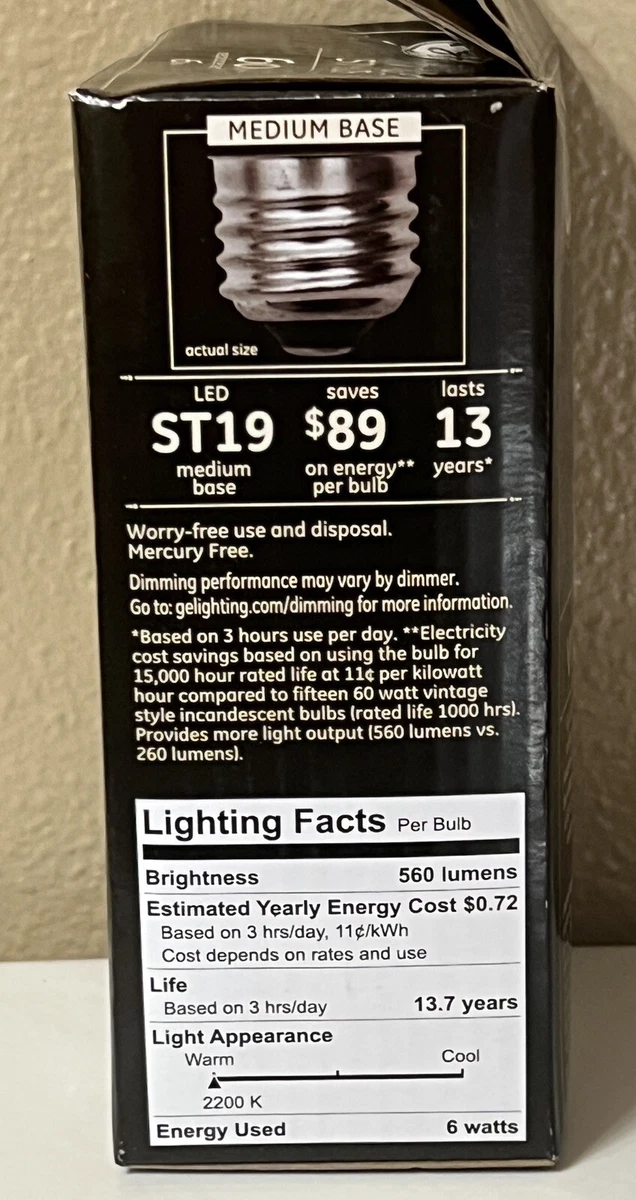 MEDIUM BASE
actual size
LED
ST19
medium
base
saves
$89
on energy**
per bulb
lasts
13
years*
Worry-free use and disposal.
Mercury Free.
Dimming performance may vary by dimmer.
Go to: gelighting.com/dimming for more information.
*Based on 3 hours use per day. **Electricity
cost savings based on using the bulb for
15,000 hour rated life at 11¢ per kilowatt
hour compared to fifteen 60 watt vintage
style incandescent bulbs (rated life 1000 hrs).
Provides more light output (560 lumens vs.
260 lumens).
Lighting Facts Per Bulb
Brightness 560 lumens
Estimated Yearly Energy Cost $0.72
Based on 3 hrs/day, 11¢/kWh
Cost depends on rates and use
Life
Based on 3 hrs/day 13.7 years
Light Appearance
Warm Cool
2200 K
Energy Used 6 watts